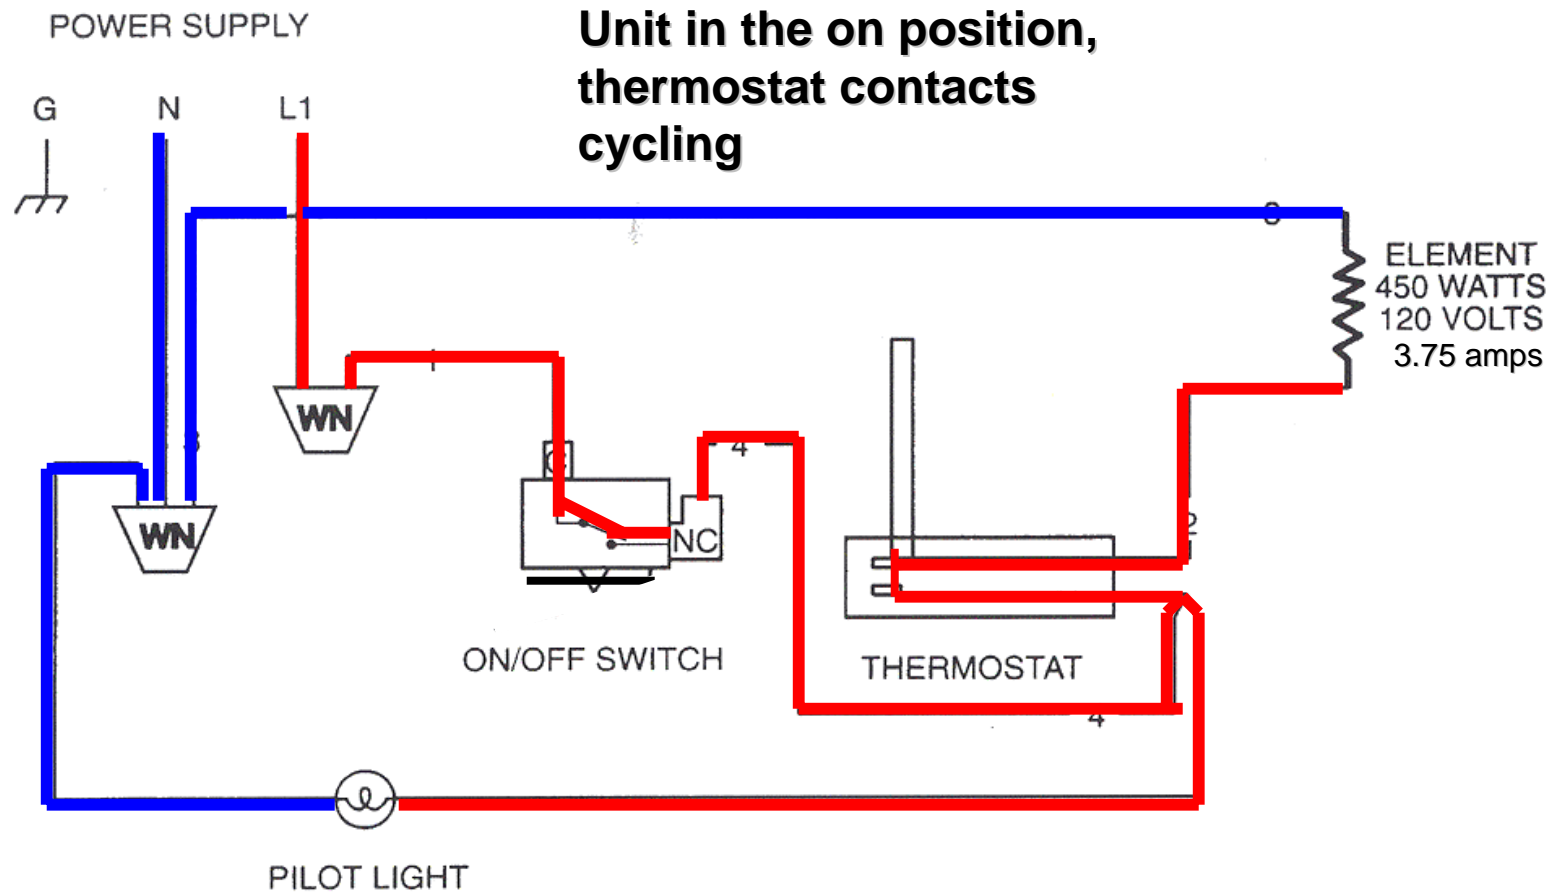 POWER SUPPLY
Unit in the on position,
thermostat contacts
cycling
G N L1
ELEMENT
450 WATTS
120 VOLTS
3.75 amps
1
WN
4
C
3
WN
NC
2
ON/OFF SWITCH
THERMOSTAT
4
PILOT LIGHT